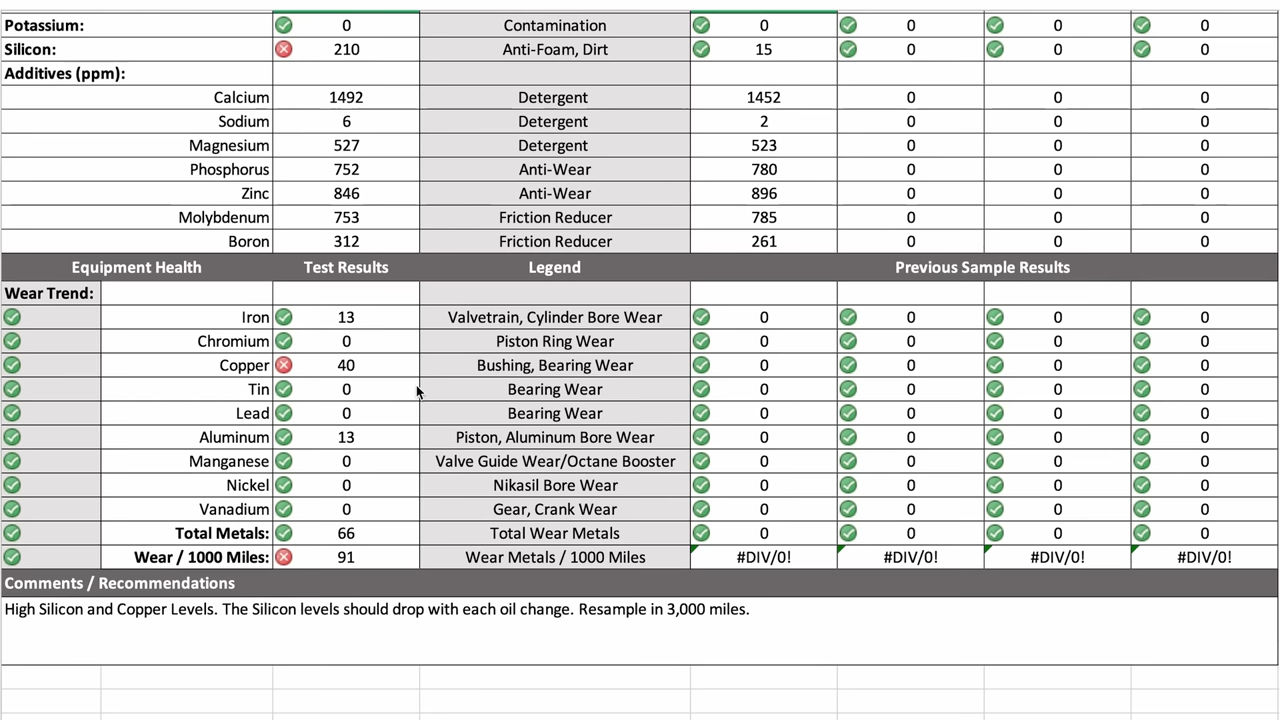 Potassium: 0 Contamination 0 0 0 0
Silicon: 210 Anti-Foam, Dirt 15 0 0 0
Additives (ppm):
Calcium 1492 Detergent 1452 0 0 0
Sodium 6 Detergent 2 0 0 0
Magnesium 527 Detergent 523 0 0 0
Phosphorus 752 Anti-Wear 780 0 0 0
Zinc 846 Anti-Wear 896 0 0 0
Molybdenum 753 Friction Reducer 785 0 0 0
Boron 312 Friction Reducer 261 0 0 0
Equipment Health Test Results Legend Previous Sample Results
Wear Trend:
Iron 13 Valvetrain, Cylinder Bore Wear 0 0 0 0
Chromium 0 Piston Ring Wear 0 0 0 0
Copper 40 Bushing, Bearing Wear 0 0 0 0
Tin 0 Bearing Wear 0 0 0 0
Lead 0 Bearing Wear 0 0 0 0
Aluminum 13 Piston, Aluminum Bore Wear 0 0 0 0
Manganese 0 Valve Guide Wear/Octane Booster 0 0 0 0
Nickel 0 Nikasil Bore Wear 0 0 0 0
Vanadium 0 Gear, Crank Wear 0 0 0 0
Total Metals: 66 Total Wear Metals 0 0 0 0
Wear / 1000 Miles: 91 Wear Metals / 1000 Miles #DIV/0! #DIV/0! #DIV/0! #DIV/0!
Comments / Recommendations
High Silicon and Copper Levels. The Silicon levels should drop with each oil change. Resample in 3,000 miles.